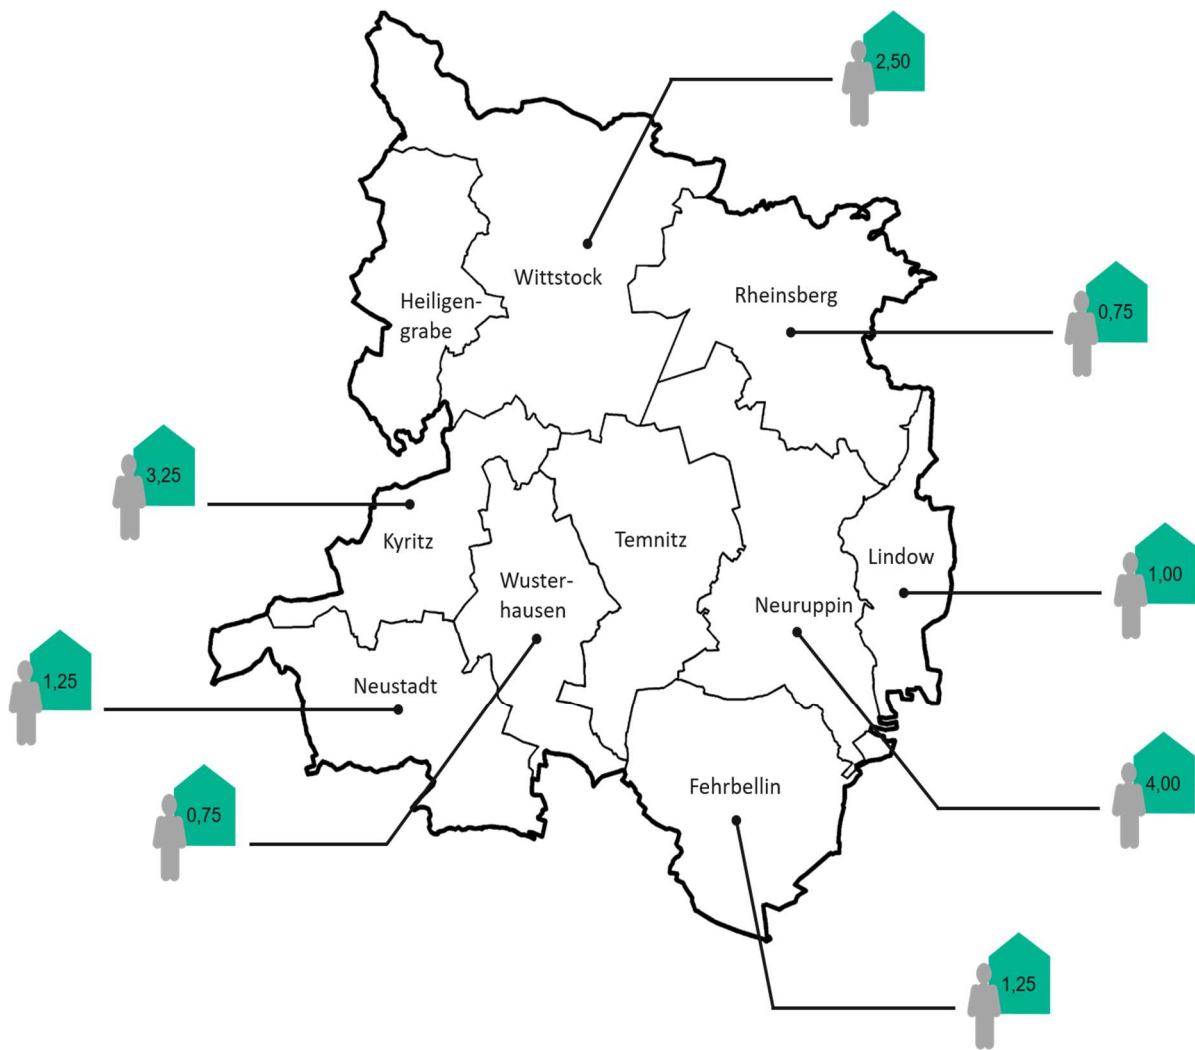 2,50
Wittstock
Heiligen-
grabe
Rheinsberg
0,75
3,25
Kyritz
Temnitz
Lindow
1,00
Wuster-
hausen
Neuruppin
1,25
Neustadt
4,00
0,75
Fehrbellin
1,25